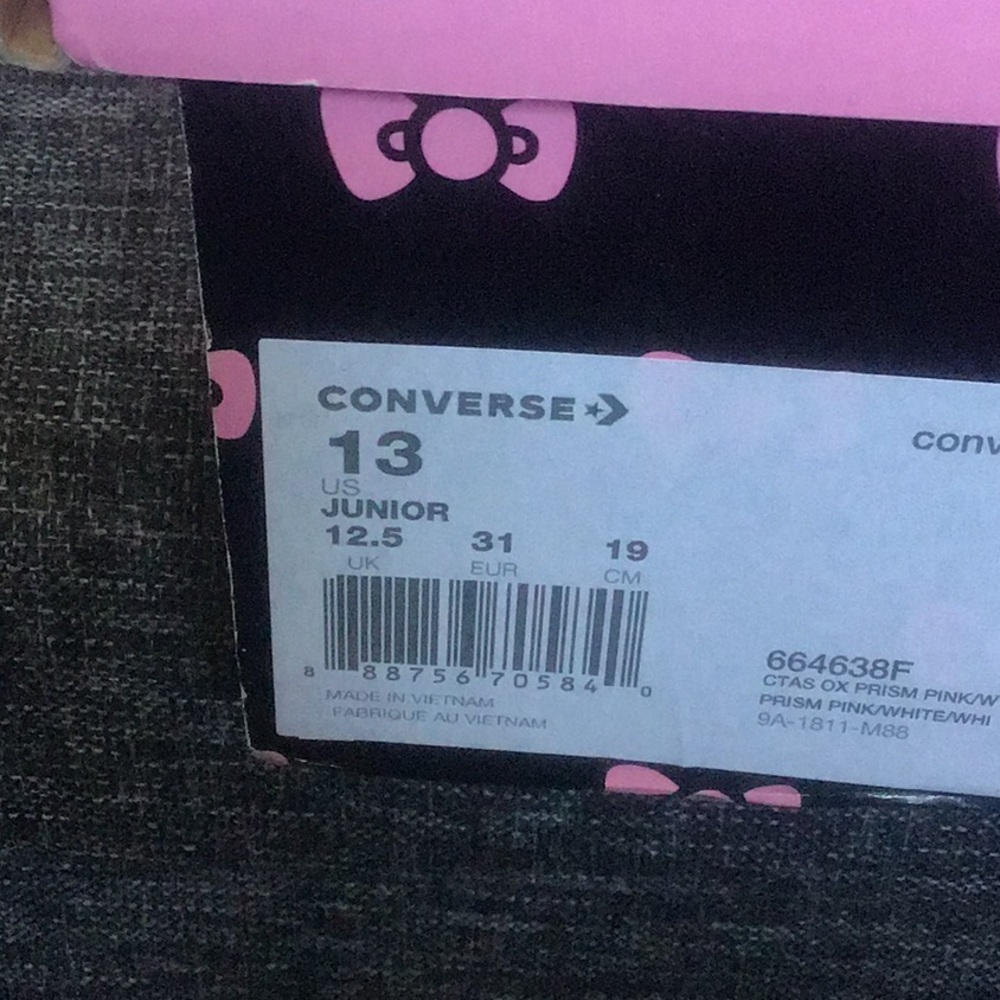 CONVERSE
13
US
JUNIOR
12.5 31 19
UK EUR CM
8 88756 70584 0
MADE IN VIETNAM
FABRIQUE AU VIETNAM
conv
664638F
CTAS OX PRISM PINK/W
PRISM PINK/WHITE/WHI
9A-1811-M88